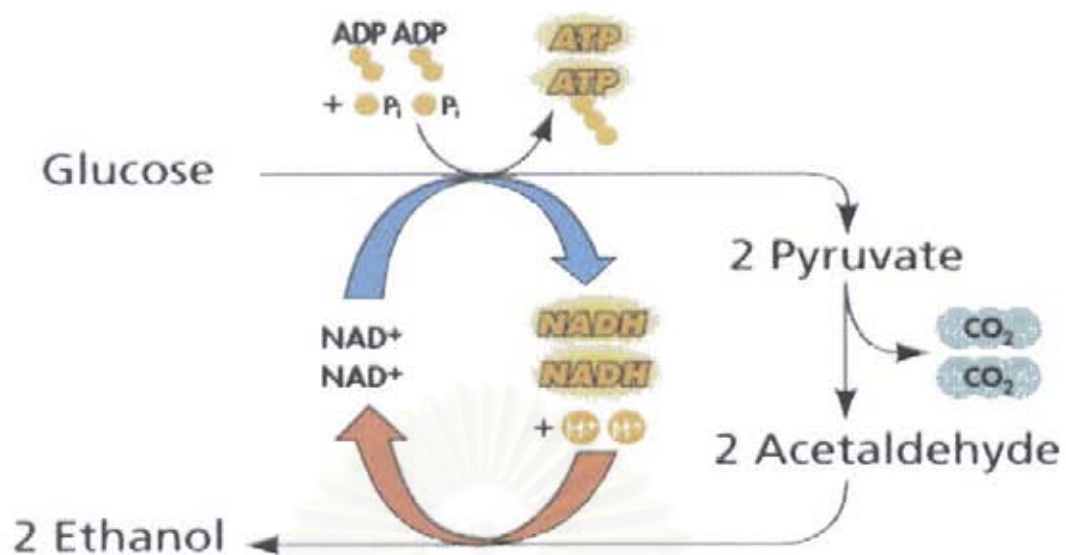 ADP ADP
+ Pi Pi
ATP
ATP
Glucose
2 Pyruvate
NAD+
NAD+
NADH
NADH
+ H+ H+
CO2
CO2
2 Acetaldehyde
2 Ethanol